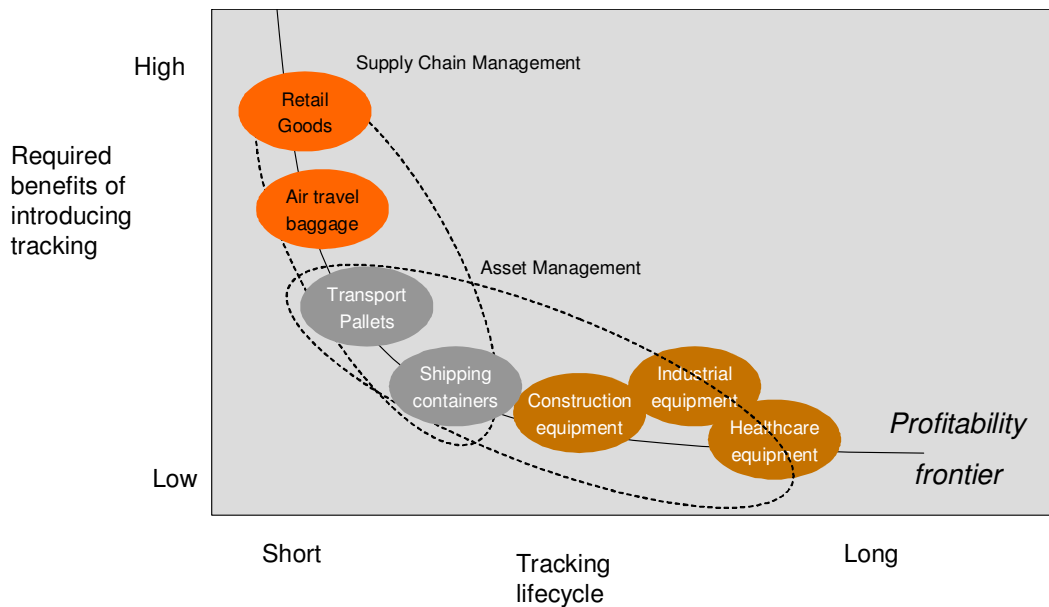 High
Supply Chain Management
Retail
Goods
Required
benefits of
introducing
tracking
Air travel
baggage
Asset Management
Transport
Pallets
Shipping
containers
Construction
equipment
Industrial
equipment
Healthcare
equipment
Profitability
frontier
Low
Short
Tracking
lifecycle
Long